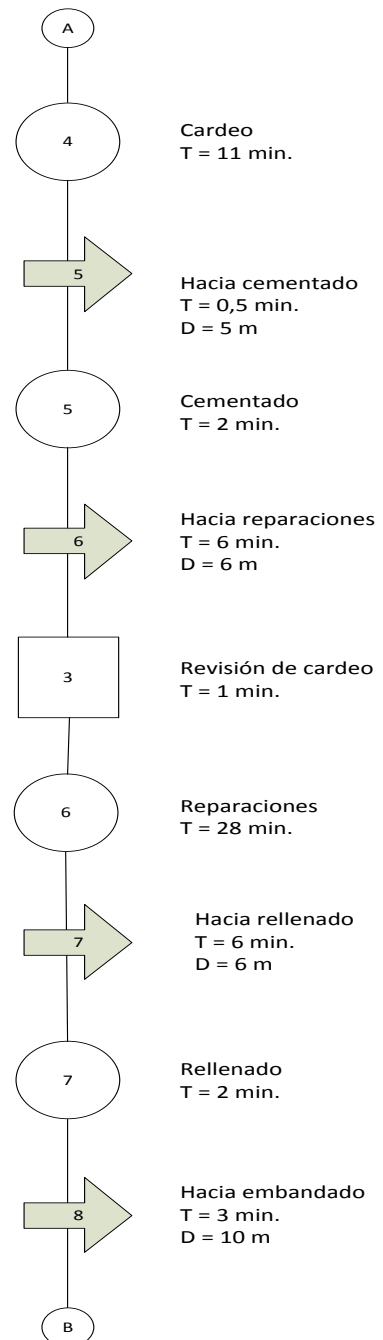 A
4
Cardeo
T = 11 min.
5
Hacia cementado
T = 0,5 min.
D = 5 m
5
Cementado
T = 2 min.
6
Hacia reparaciones
T = 6 min.
D = 6 m
3
Revisión de cardeo
T = 1 min.
6
Reparaciones
T = 28 min.
7
Hacia rellenado
T = 6 min.
D = 6 m
7
Rellenado
T = 2 min.
8
Hacia embandado
T = 3 min.
D = 10 m
B